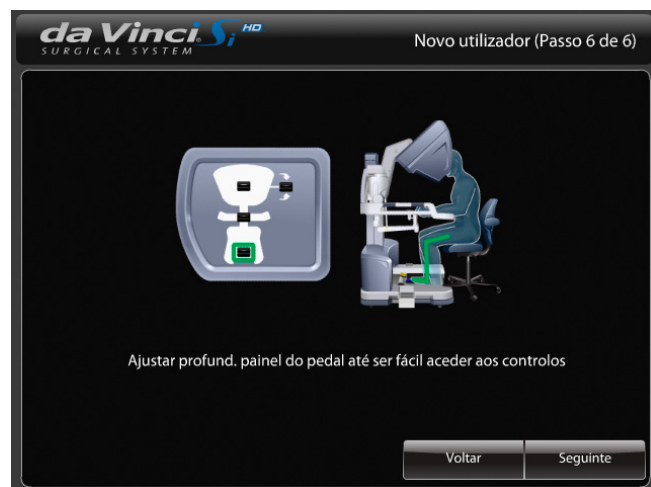 da Vinci. Si HD
SURGICAL SYSTEM
Novo utilizador (Passo 6 de 6)
Ajustar profund. painel do pedal até ser fácil aceder aos controlos
Voltar
Seguinte